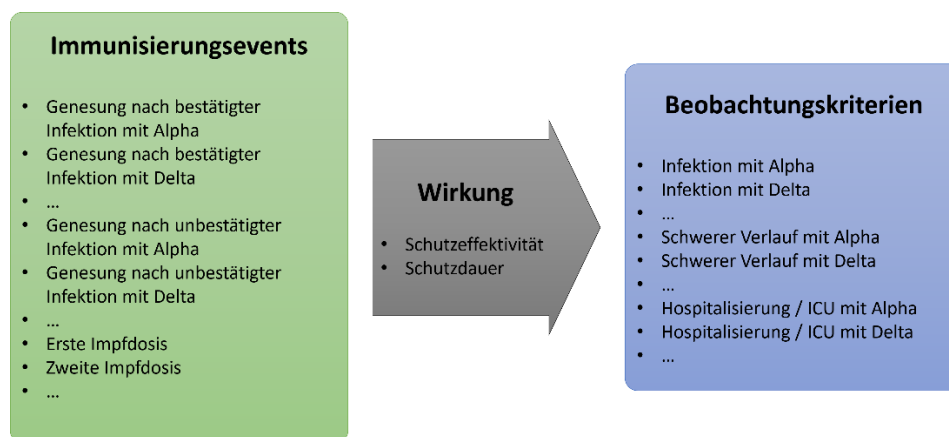 Immunisierungsevents
• Genesung nach bestätigter
Infektion mit Alpha
• Genesung nach bestätigter
Infektion mit Delta
• ...
• Genesung nach unbestätigter
Infektion mit Alpha
• Genesung nach unbestätigter
Infektion mit Delta
• ...
• Erste Impfdosis
• Zweite Impfdosis
• ...
Wirkung
• Schutzeffektivität
• Schutzdauer
Beobachtungskriterien
• Infektion mit Alpha
• Infektion mit Delta
• ...
• Schwerer Verlauf mit Alpha
• Schwerer Verlauf mit Delta
• ...
• Hospitalisierung / ICU mit Alpha
• Hospitalisierung / ICU mit Delta
• ...